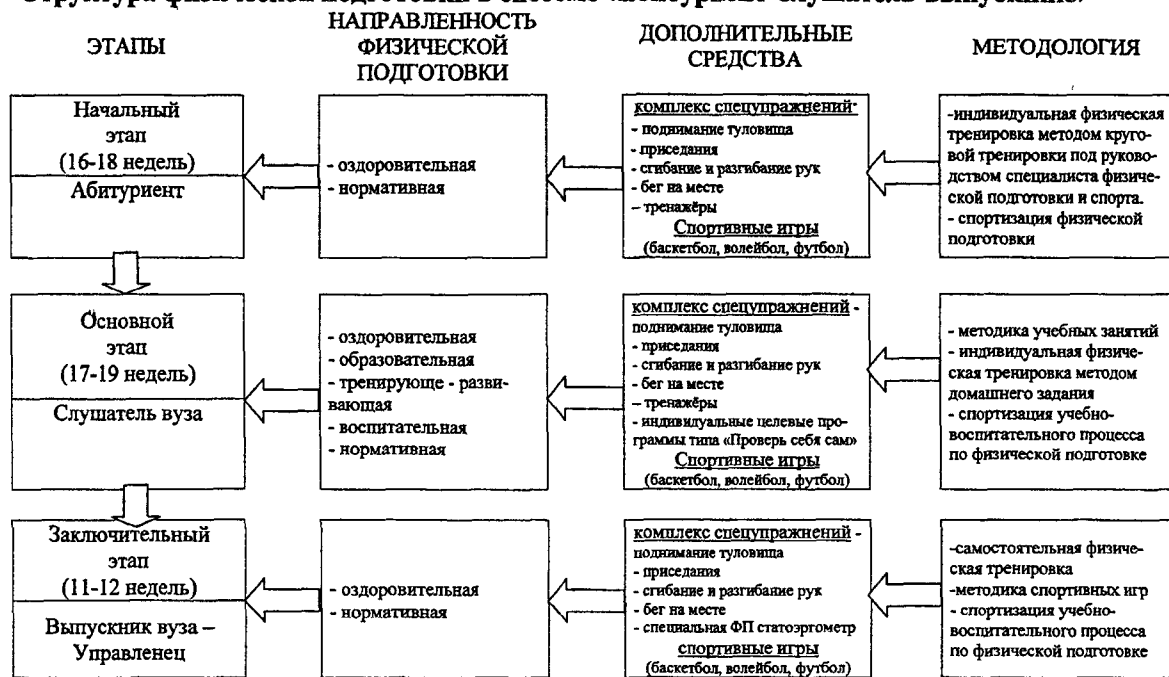 Структура физической подготовки в системе «абитуриент-слушатель-выпускник»
ЭТАПЫ
НАПРАВЛЕННОСТЬ
ФИЗИЧЕСКОЙ
ПОДГОТОВКИ
ДОПОЛНИТЕЛЬНЫЕ
СРЕДСТВА
МЕТОДОЛОГИЯ
Начальный
этап
(16-18 недель)
Абитуриент
- оздоровительная
- нормативная
комплекс спецупражнений-
- поднимание туловища
- приседания
- сгибание и разгибание рук
- бег на месте
– тренажёры
Спортивные игры
(баскетбол, волейбол, футбол)
-индивидуальная физическая
тренировка методом круго-
вой тренировки под руково-
дством специалиста физиче-
ской подготовки и спорта.
- спортизация физической
подготовки
Основной
этап
(17-19 недель)
Слушатель вуза
- оздоровительная
- образовательная
- тренирующе - разви-
вающая
- воспитательная
- нормативная
комплекс спецупражнений -
поднимание туловища
- приседания
- сгибание и разгибание рук
- бег на месте
– тренажёры
- индивидуальные целевые про-
граммы типа «Проверь себя сам»
Спортивные игры
(баскетбол, волейбол, футбол)
- методика учебных занятий
- индивидуальная физиче-
ская тренировка методом
домашнего задания
- спортизация учебно-
воспитательного процесса
по физической подготовке
Заключительный
этап
(11-12 недель)
Выпускник вуза –
Управленец
- оздоровительная
- нормативная
комплекс спецупражнений -
поднимание туловища
- приседания
- сгибание и разгибание рук
- бег на месте
- специальная ФП статоэргометр
спортивные игры
(баскетбол, волейбол, футбол)
-самостоятельная физиче-
ская тренировка
-методика спортивных игр
- спортизация учебно-
воспитательного процесса
по физической подготовке